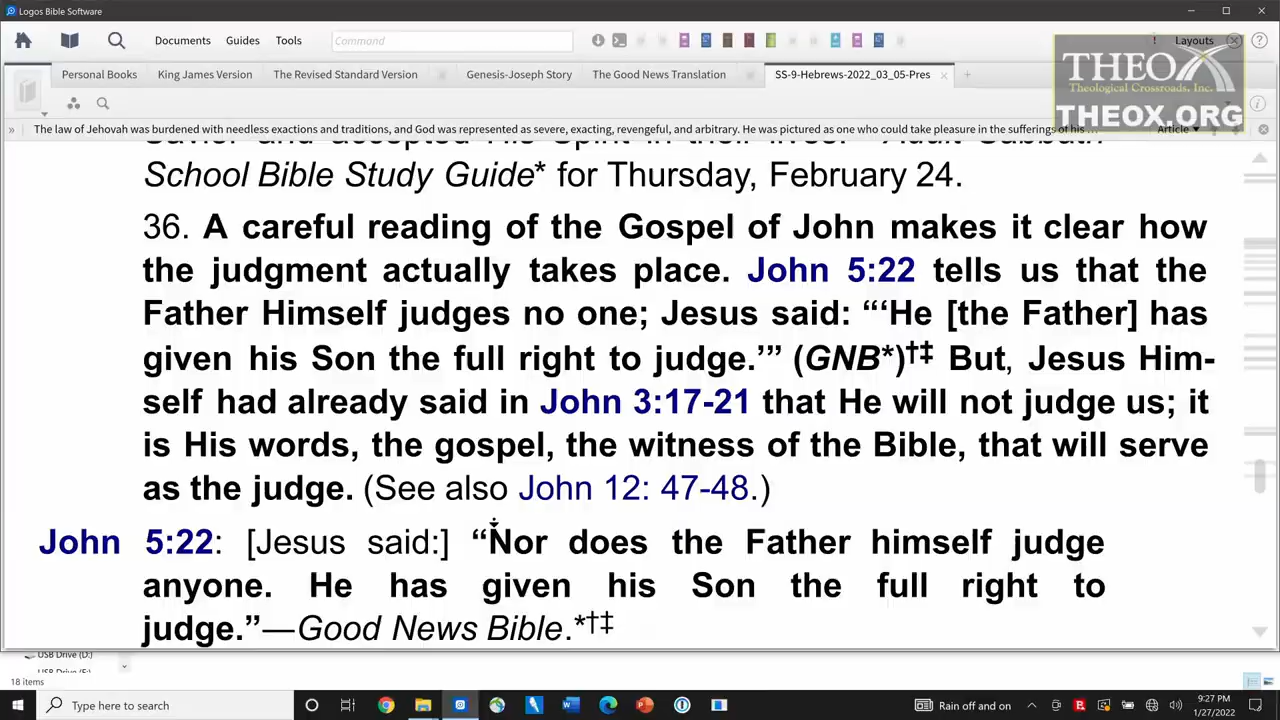 Logos Bible Software
Documents Guides Tools Command Layouts
THEOX
Theological Crossroads, Inc.
THEOX.ORG
Personal Books King James Version The Revised Standard Version Genesis-Joseph Story The Good News Translation SS-9-Hebrews-2022_03_05-Pres
» The law of Jehovah was burdened with needless exactions and traditions, and God was represented as severe, exacting, revengeful, and arbitrary. He was pictured as one who could take pleasure in the sufferings of his ... Article
Savior and accepted His Spirit in their lives.—Adult Sabbath
School Bible Study Guide* for Thursday, February 24.
36. A careful reading of the Gospel of John makes it clear how
the judgment actually takes place. John 5:22 tells us that the
Father Himself judges no one; Jesus said: “‘He [the Father] has
given his Son the full right to judge.’” (GNB*)†‡ But, Jesus Him-
self had already said in John 3:17-21 that He will not judge us; it
is His words, the gospel, the witness of the Bible, that will serve
as the judge. (See also John 12: 47-48.)
John 5:22: [Jesus said:] “Nor does the Father himself judge
anyone. He has given his Son the full right to
judge.”—Good News Bible.*†‡
USB Drive (D:)
18 items
Type here to search
Rain off and on
9:27 PM
1/27/2022